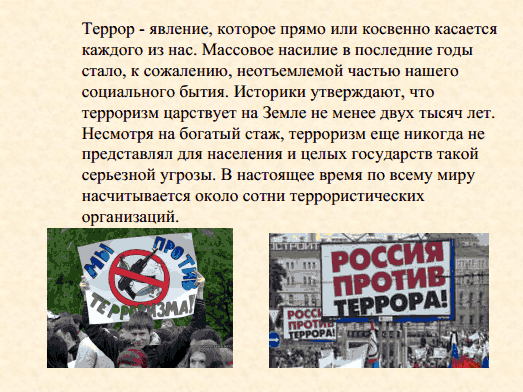 Террор - явление, которое прямо или косвенно касается
каждого из нас. Массовое насилие в последние годы
стало, к сожалению, неотъемлемой частью нашего
социального бытия. Историки утверждают, что
терроризм царствует на Земле не менее двух тысяч лет.
Несмотря на богатый стаж, терроризм еще никогда не
представлял для населения и целых государств такой
серьезной угрозы. В настоящее время по всему миру
насчитывается около сотни террористических
организаций.
МЫ ПРОТИВ
ТЕРРОРИЗМА!
РОССИЯ
ПРОТИВ
ТЕРРОРА!
РОССИ
ПРОТИВ
ТЕРРОРА!